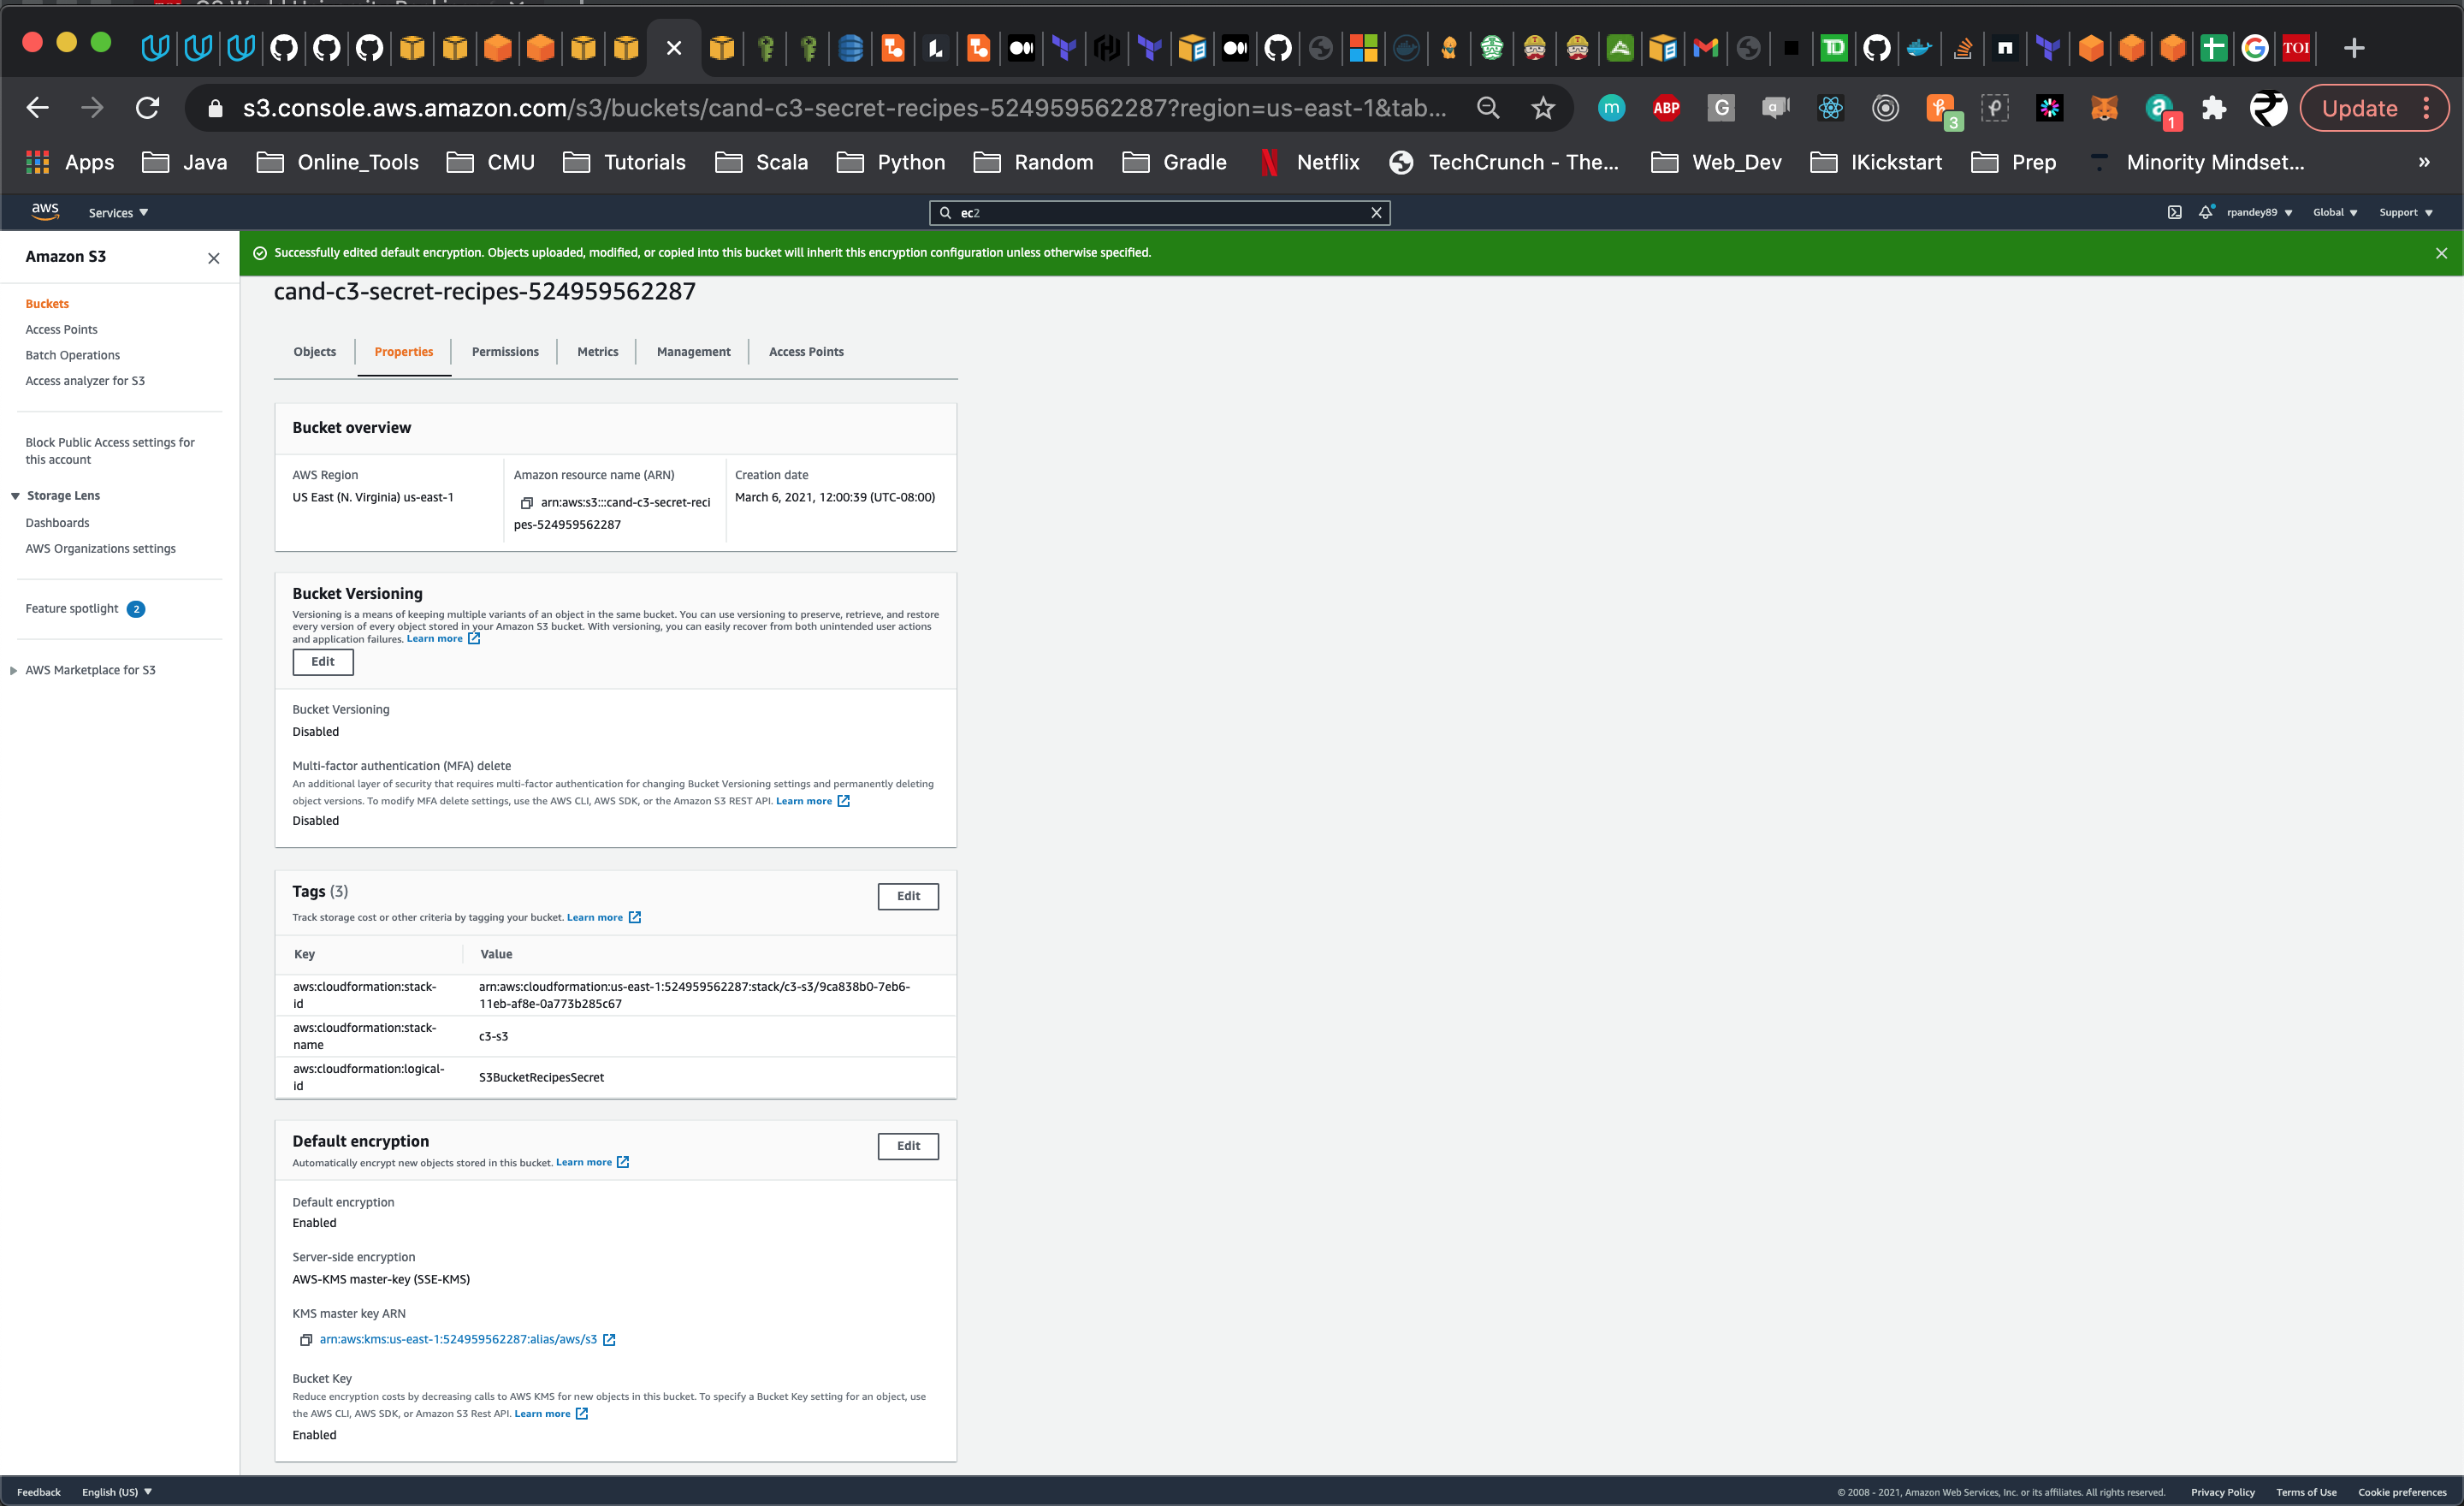 s3.console.aws.amazon.com/s3/buckets/cand-c3-secret-recipes-524959562287?region=us-east-1&tab...
ABP
G
3
1
Update
TD
TOI
Apps
Java
Online_Tools
CMU
Tutorials
Scala
Python
Random
Gradle
Netflix
TechCrunch - The...
Web_Dev
IKickstart
Prep
Minority Mindset...
»
aws
Services
ec2
rpandey89
Global
Support
Amazon S3
Successfully edited default encryption. Objects uploaded, modified, or copied into this bucket will inherit this encryption configuration unless otherwise specified.
Buckets
Access Points
Batch Operations
Access analyzer for S3
Block Public Access settings for
this account
Storage Lens
Dashboards
AWS Organizations settings
Feature spotlight 2
AWS Marketplace for S3
cand-c3-secret-recipes-524959562287
Objects
Properties
Permissions
Metrics
Management
Access Points
Bucket overview
AWS Region
US East (N. Virginia) us-east-1
Amazon resource name (ARN)
arn:aws:s3:::cand-c3-secret-reci
pes-524959562287
Creation date
March 6, 2021, 12:00:39 (UTC-08:00)
Bucket Versioning
Versioning is a means of keeping multiple variants of an object in the same bucket. You can use versioning to preserve, retrieve, and restore
every version of every object stored in your Amazon S3 bucket. With versioning, you can easily recover from both unintended user actions
and application failures. Learn more
Edit
Bucket Versioning
Disabled
Multi-factor authentication (MFA) delete
An additional layer of security that requires multi-factor authentication for changing Bucket Versioning settings and permanently deleting
object versions. To modify MFA delete settings, use the AWS CLI, AWS SDK, or the Amazon S3 REST API. Learn more
Disabled
Tags (3)
Edit
Track storage cost or other criteria by tagging your bucket. Learn more
Key
Value
aws:cloudformation:stack-
id
arn:aws:cloudformation:us-east-1:524959562287:stack/c3-s3/9ca838b0-7eb6-
11eb-af8e-0a773b285c67
aws:cloudformation:stack-
name
c3-s3
aws:cloudformation:logical-
id
S3BucketRecipesSecret
Default encryption
Edit
Automatically encrypt new objects stored in this bucket. Learn more
Default encryption
Enabled
Server-side encryption
AWS-KMS master-key (SSE-KMS)
KMS master key ARN
arn:aws:kms:us-east-1:524959562287:alias/aws/s3
Bucket Key
Reduce encryption costs by decreasing calls to AWS KMS for new objects in this bucket. To specify a Bucket Key setting for an object, use
the AWS CLI, AWS SDK, or Amazon S3 Rest API. Learn more
Enabled
Feedback
English (US)
© 2008 - 2021, Amazon Web Services, Inc. or its affiliates. All rights reserved.
Privacy Policy
Terms of Use
Cookie preferences